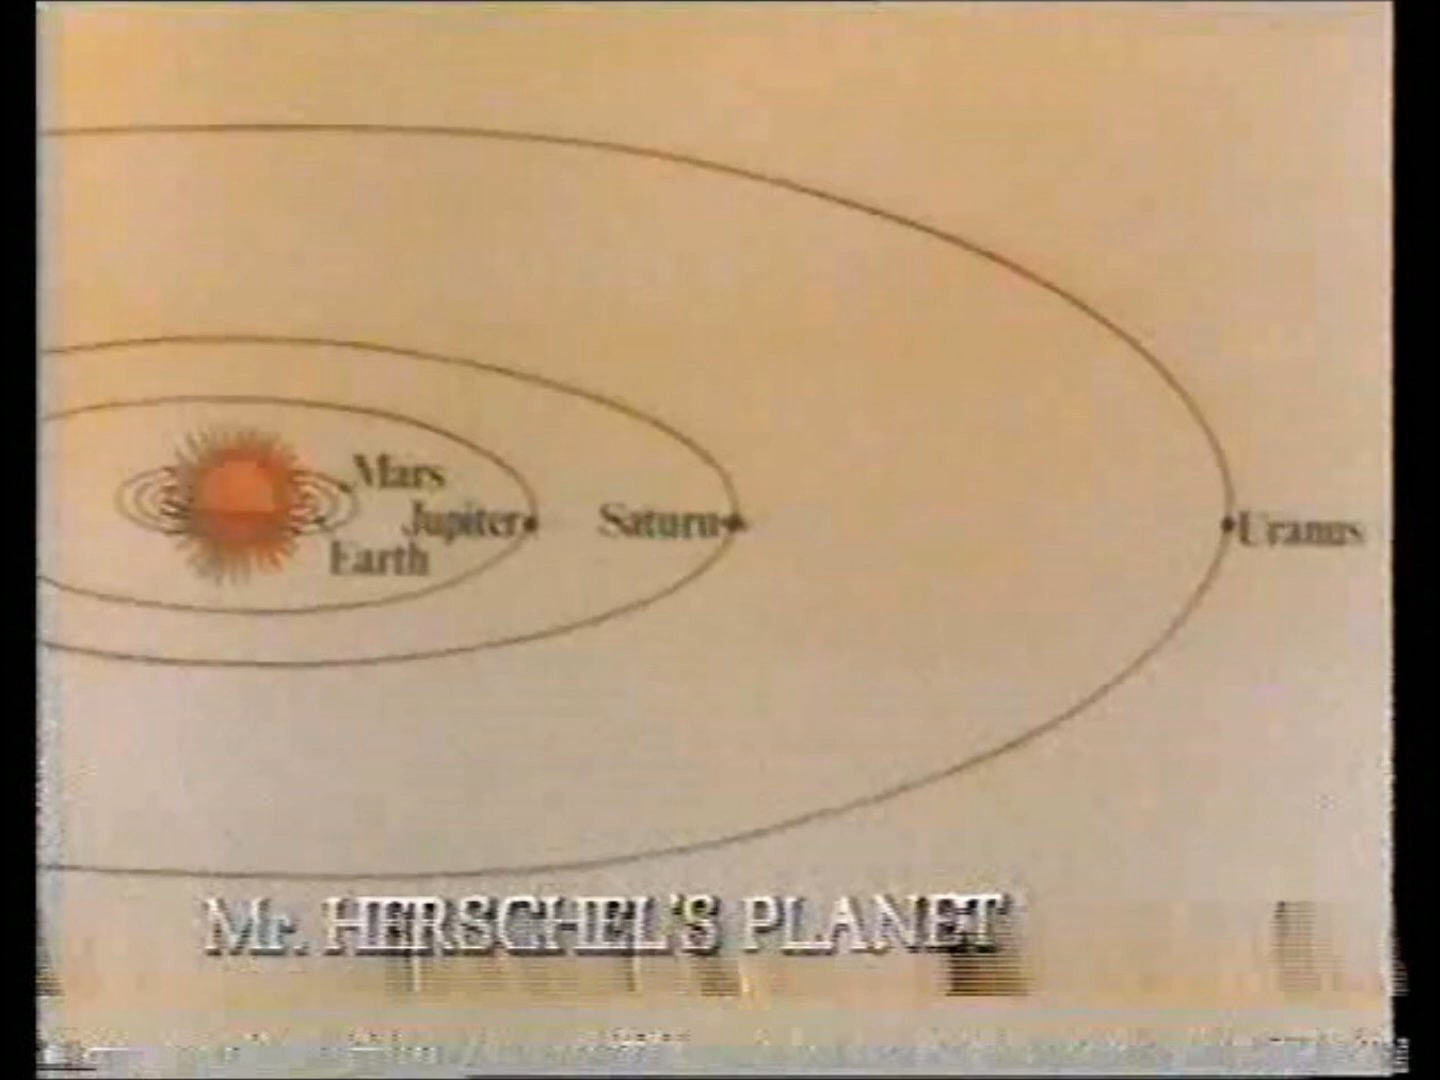 Mars
Jupiter
Saturn
Uranus
Earth
Mr. HERSCHEL'S PLANET